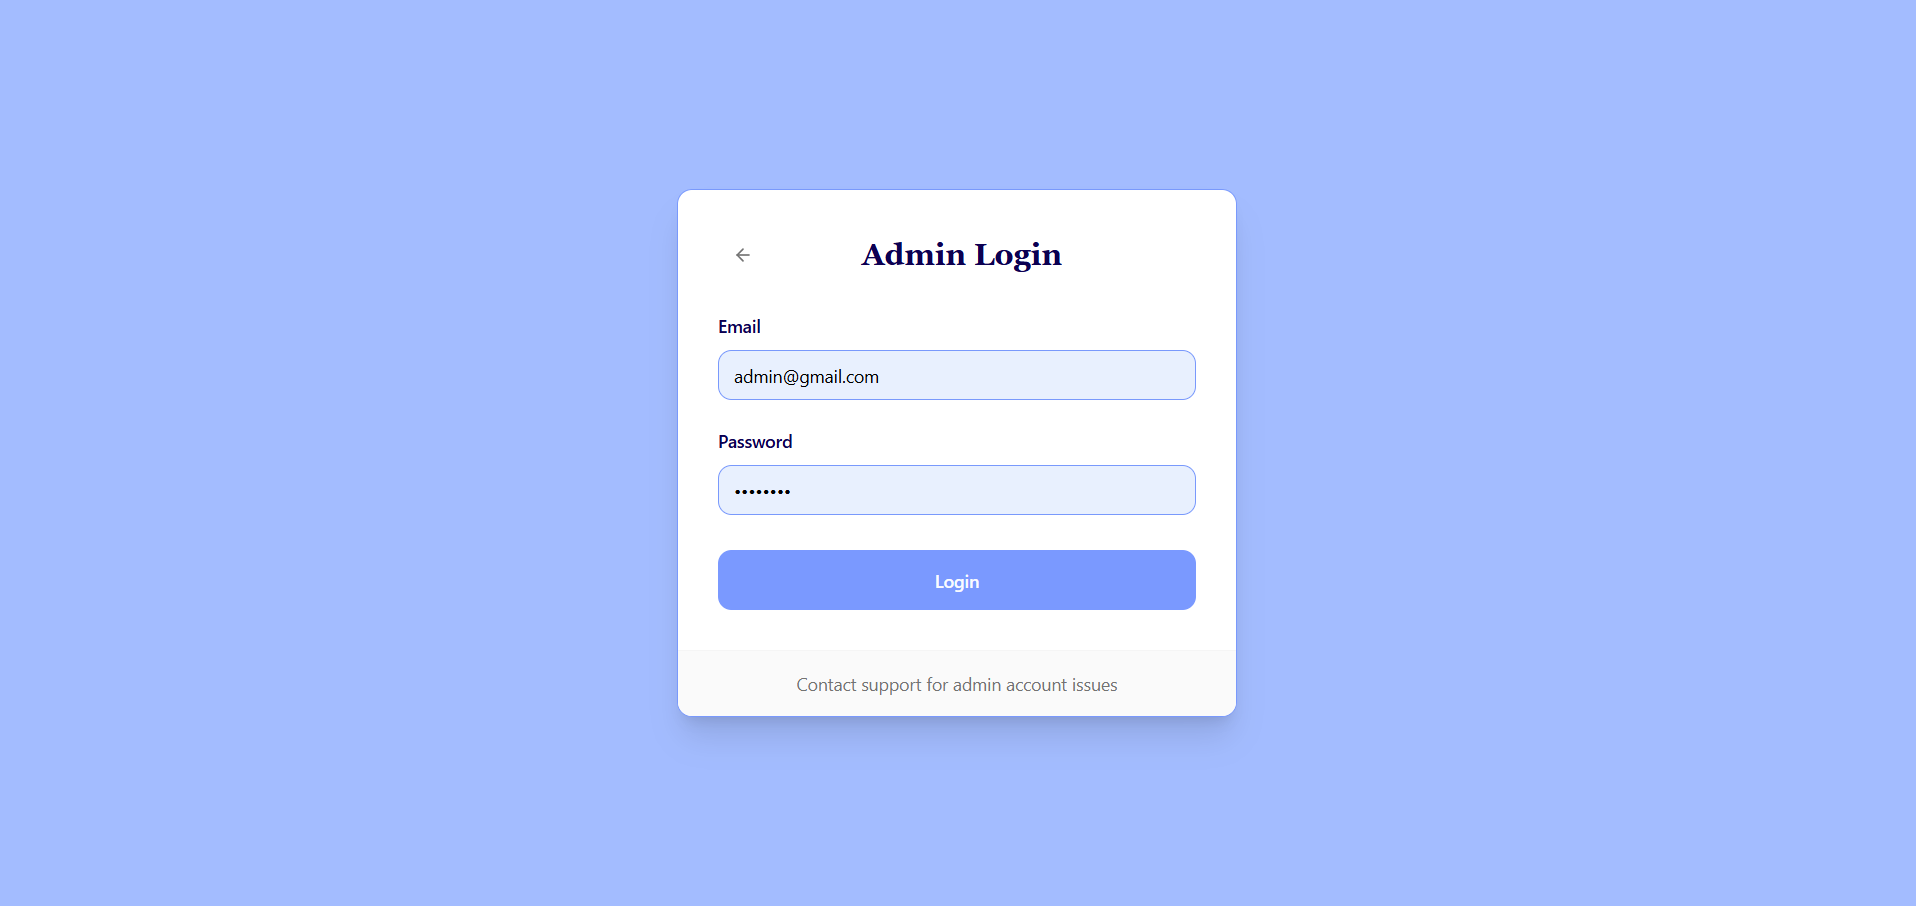 Admin Login
Email
admin@gmail.com
Password
••••••••
Login
Contact support for admin account issues